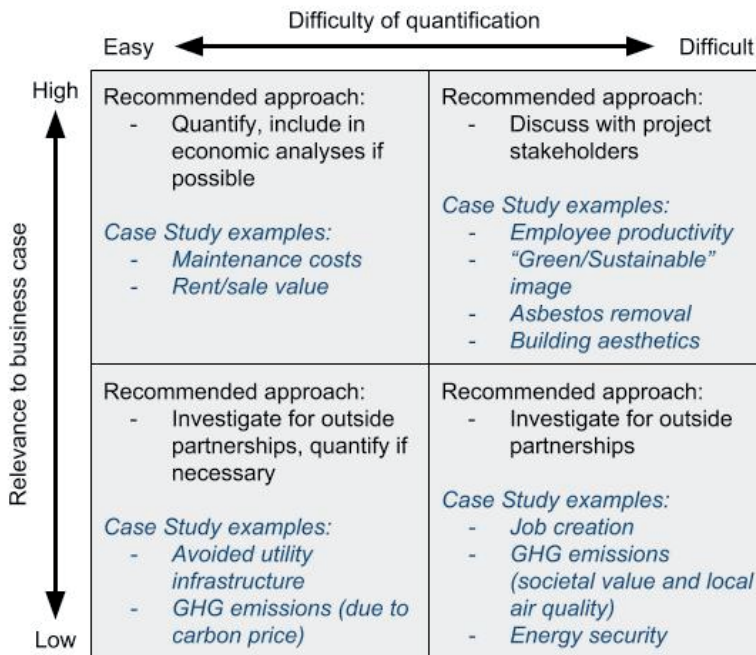 Difficulty of quantification
Easy
Difficult
High
Relevance to business case
Low
Recommended approach:
- Quantify, include in
economic analyses if
possible
Case Study examples:
- Maintenance costs
- Rent/sale value
Recommended approach:
- Discuss with project
stakeholders
Case Study examples:
- Employee productivity
- “Green/Sustainable”
image
- Asbestos removal
- Building aesthetics
Recommended approach:
- Investigate for outside
partnerships, quantify if
necessary
Case Study examples:
- Avoided utility
infrastructure
- GHG emissions (due to
carbon price)
Recommended approach:
- Investigate for outside
partnerships
Case Study examples:
- Job creation
- GHG emissions
(societal value and local
air quality)
- Energy security